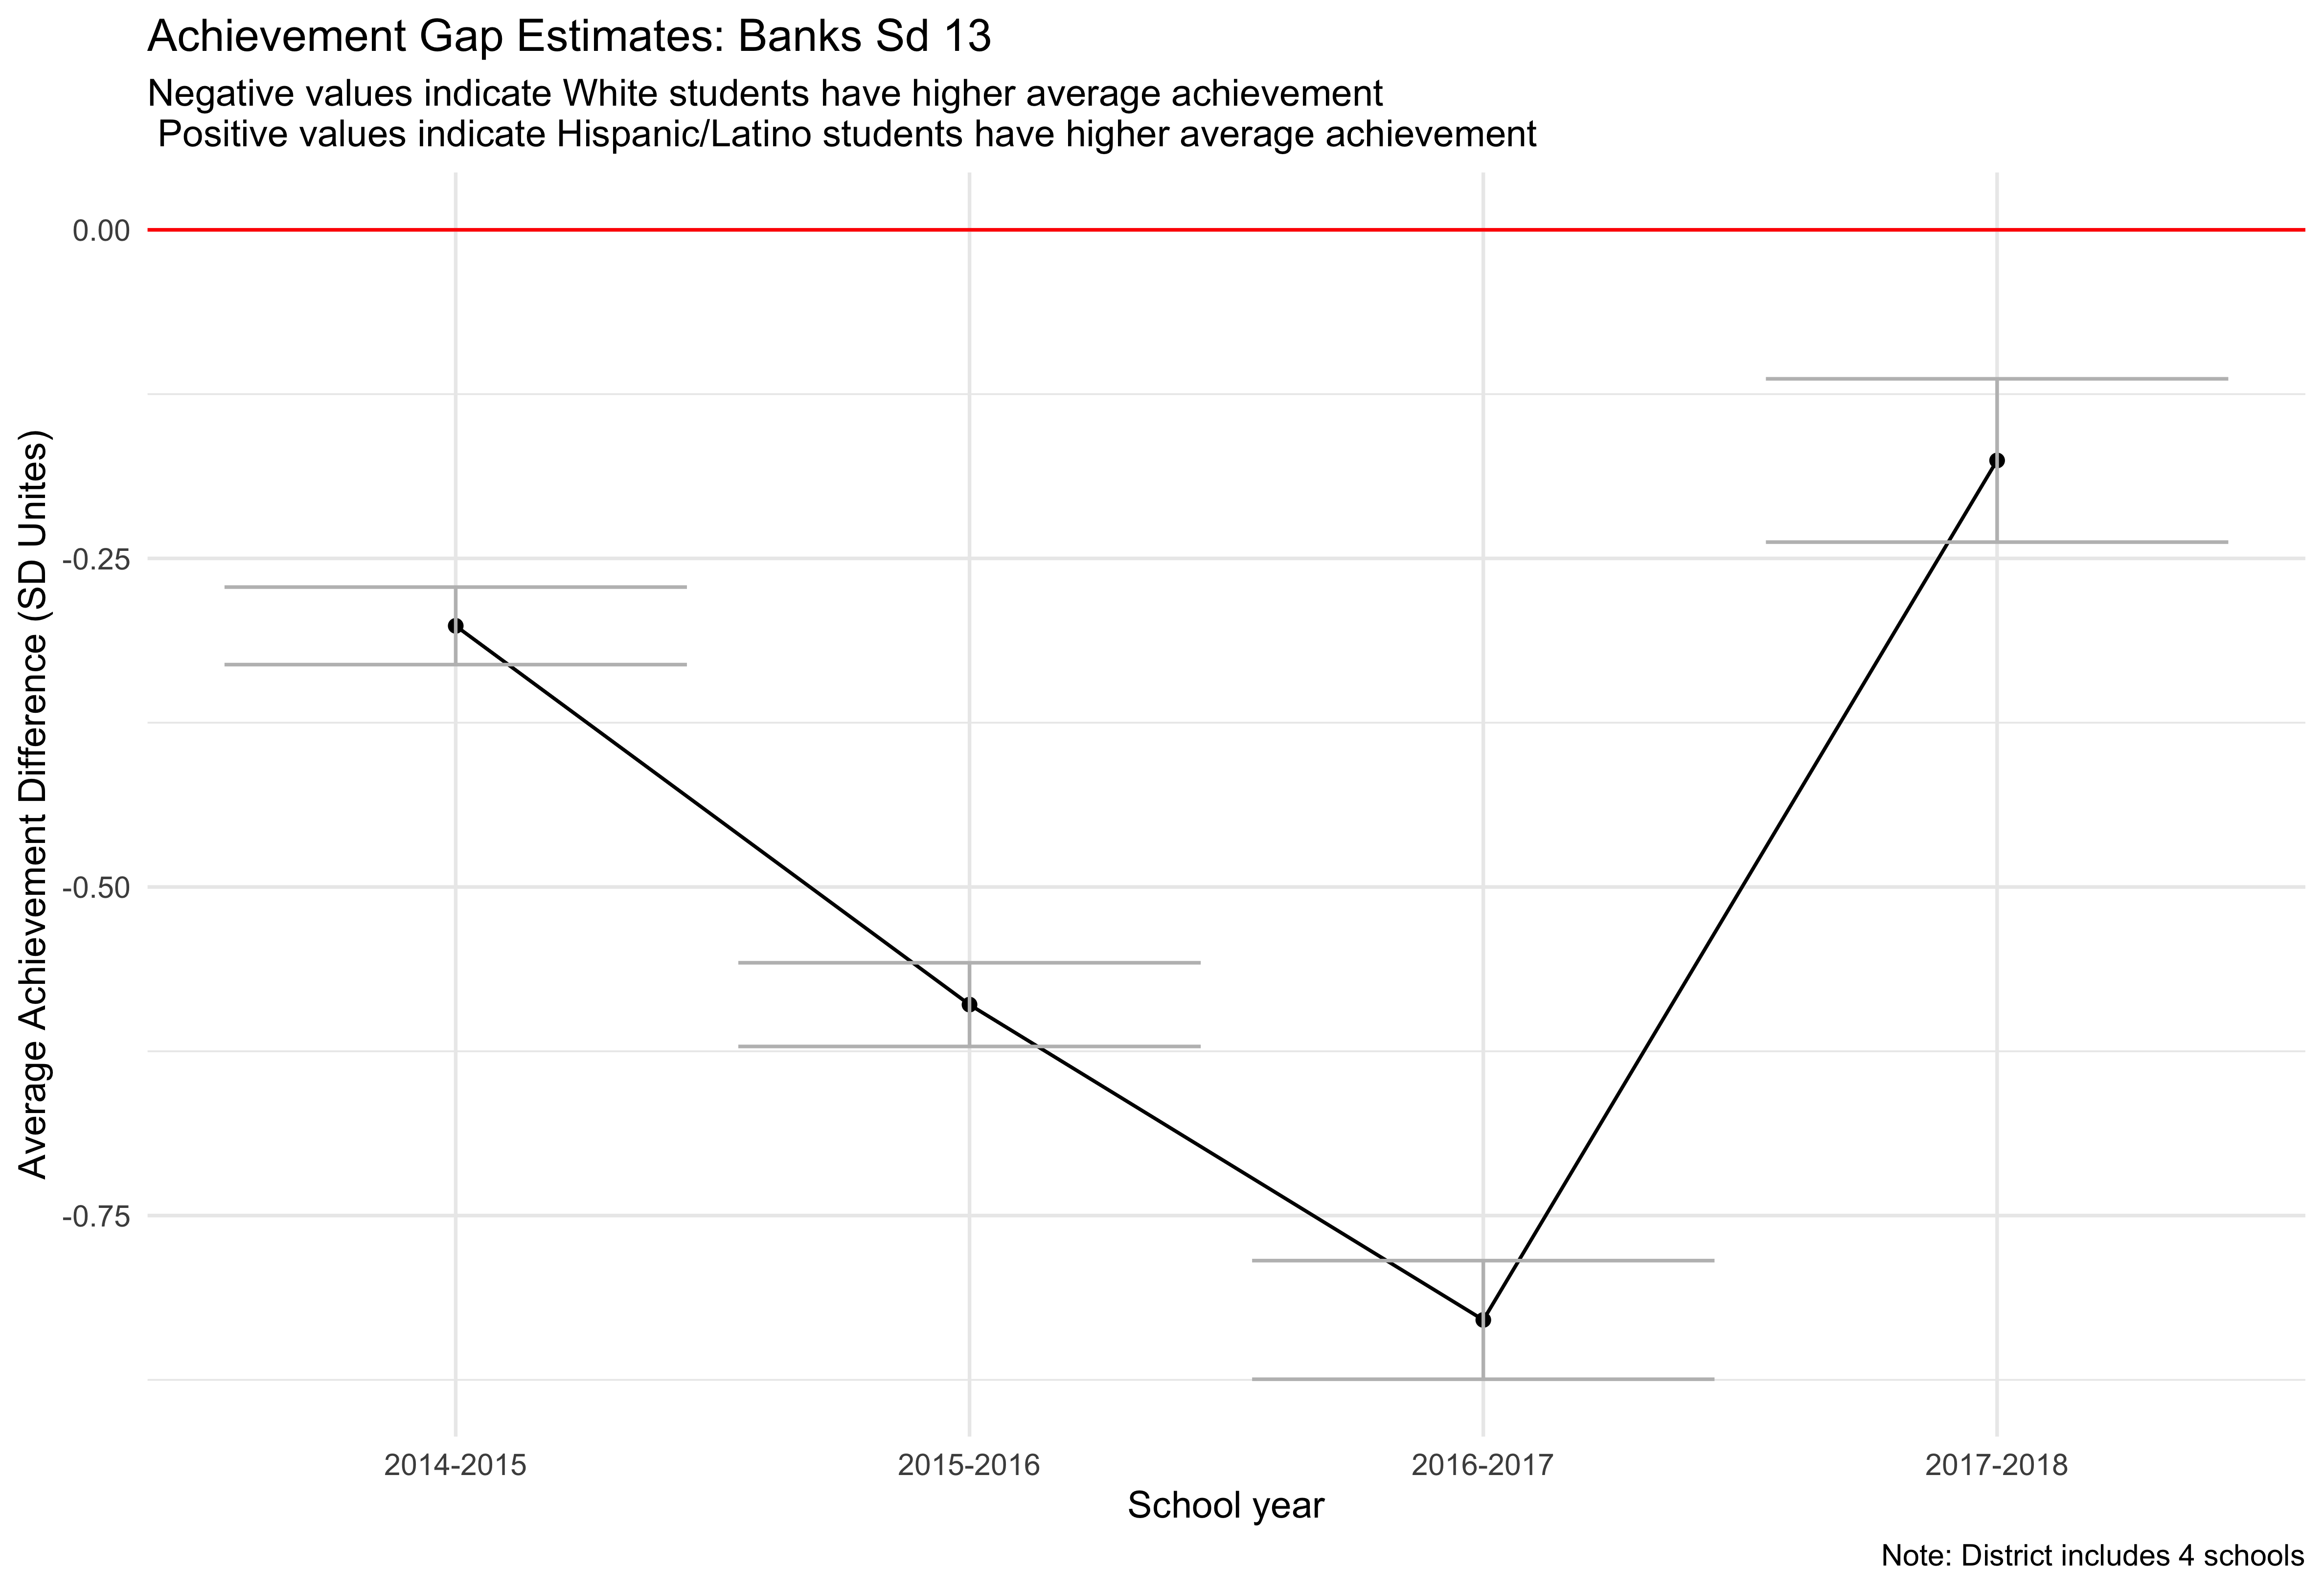 Achievement Gap Estimates: Banks Sd 13
Negative values indicate White students have higher average achievement
Positive values indicate Hispanic/Latino students have higher average achievement
Average Achievement Difference (SD Unites)
0.00
-0.25
-0.50
-0.75
2014-2015
2015-2016
2016-2017
2017-2018
School year
Note: District includes 4 schools